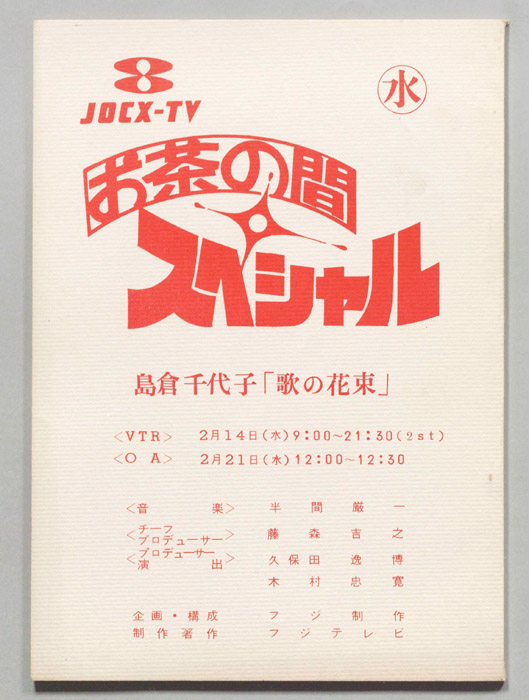 JOCX-TV
水
お茶の間
スペシャル
島倉千代子「歌の花束」
<VTR> 2月14日(水)9:00~21:30(2st)
<OA> 2月21日(水)12:00~12:30
<音楽> 半間厳一
<チーフプロデューサー> 藤森吉之
<プロデューサー演出> 久保田逸博
木村忠寛
企画・構成 フジ制作
制作著作 フジテレビ